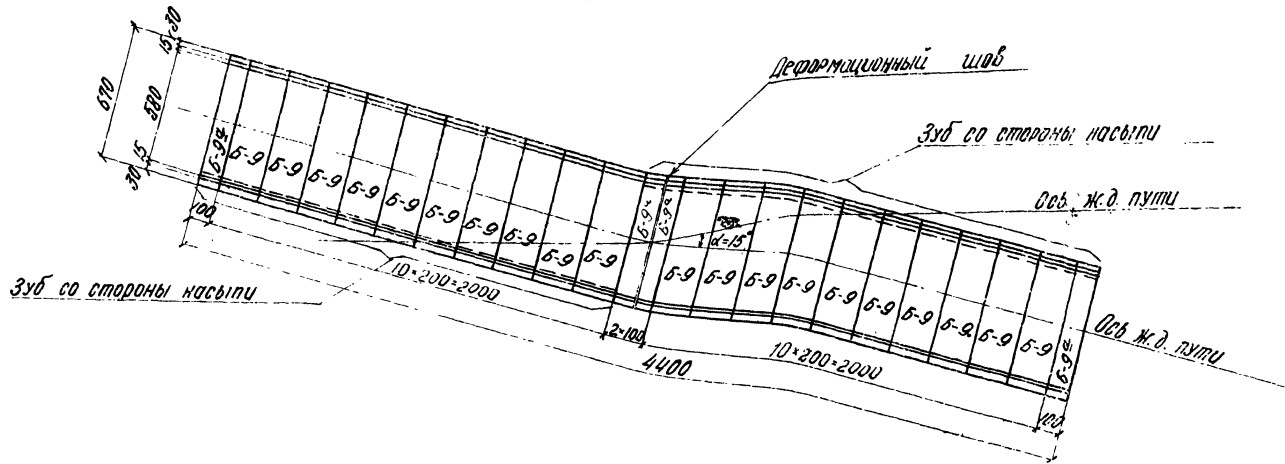 Деформационный шов
Зуб со стороны насыпи
Ось ж.д. пути
15
30
670
580
15
30
Б-9а
Б-9
Б-9
Б-9
Б-9
Б-9
Б-9
Б-9
Б-9
Б-9
Б-9
Б-9а
Б-9а
α=15°
100
Б-9
Б-9
Б-9
Б-9
Б-9
Б-9
Б-9
Б-9
Б-9
Б-9
Б-9а
Зуб со стороны насыпи
10×200=2000
Ось ж.д. пути
2×100
10×200=2000
4400
100